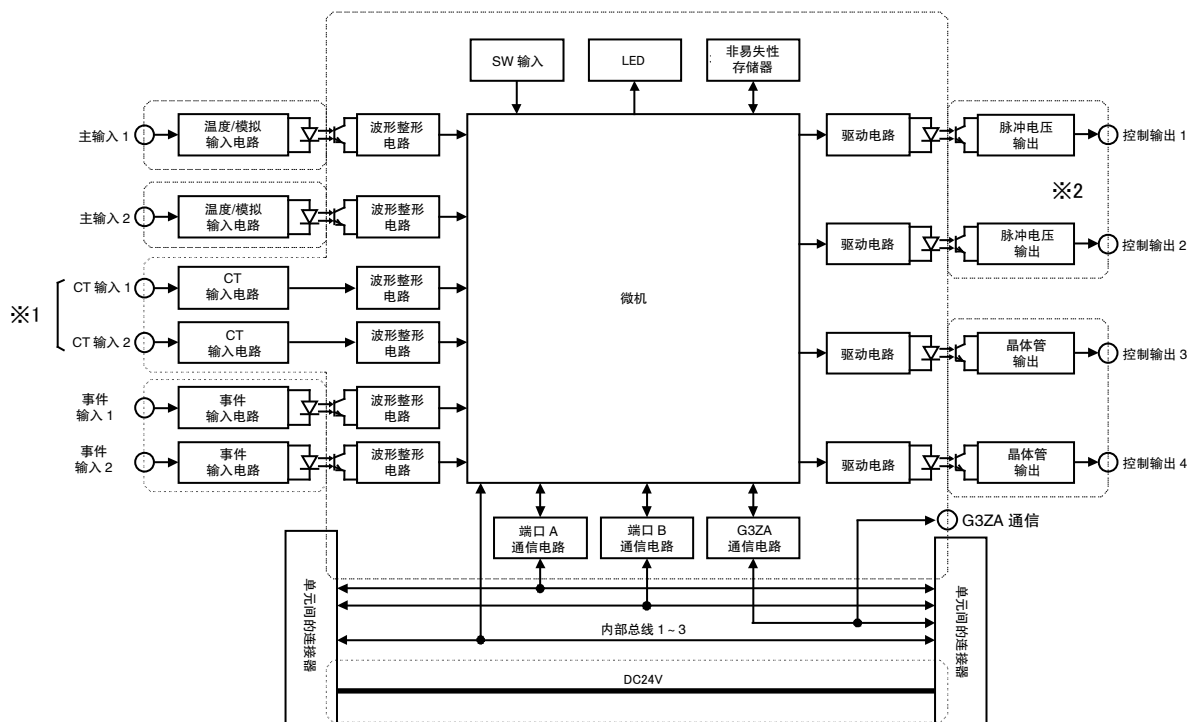 SW 输入
LED
非易失性
存储器
主输入 1
温度/模拟
输入电路
波形整形
电路
驱动电路
脉冲电压
输出
控制输出 1
主输入 2
温度/模拟
输入电路
波形整形
电路
※2
驱动电路
脉冲电压
输出
控制输出 2
※1
CT 输入 1
CT
输入电路
波形整形
电路
微机
CT 输入 2
CT
输入电路
波形整形
电路
驱动电路
晶体管
输出
控制输出 3
事件
输入 1
事件
输入电路
波形整形
电路
事件
输入 2
事件
输入电路
波形整形
电路
驱动电路
晶体管
输出
控制输出 4
端口 A
通信电路
端口 B
通信电路
G3ZA
通信电路
G3ZA 通信
单元间的连接器
单元间的连接器
内部总线 1 ~ 3
DC24V